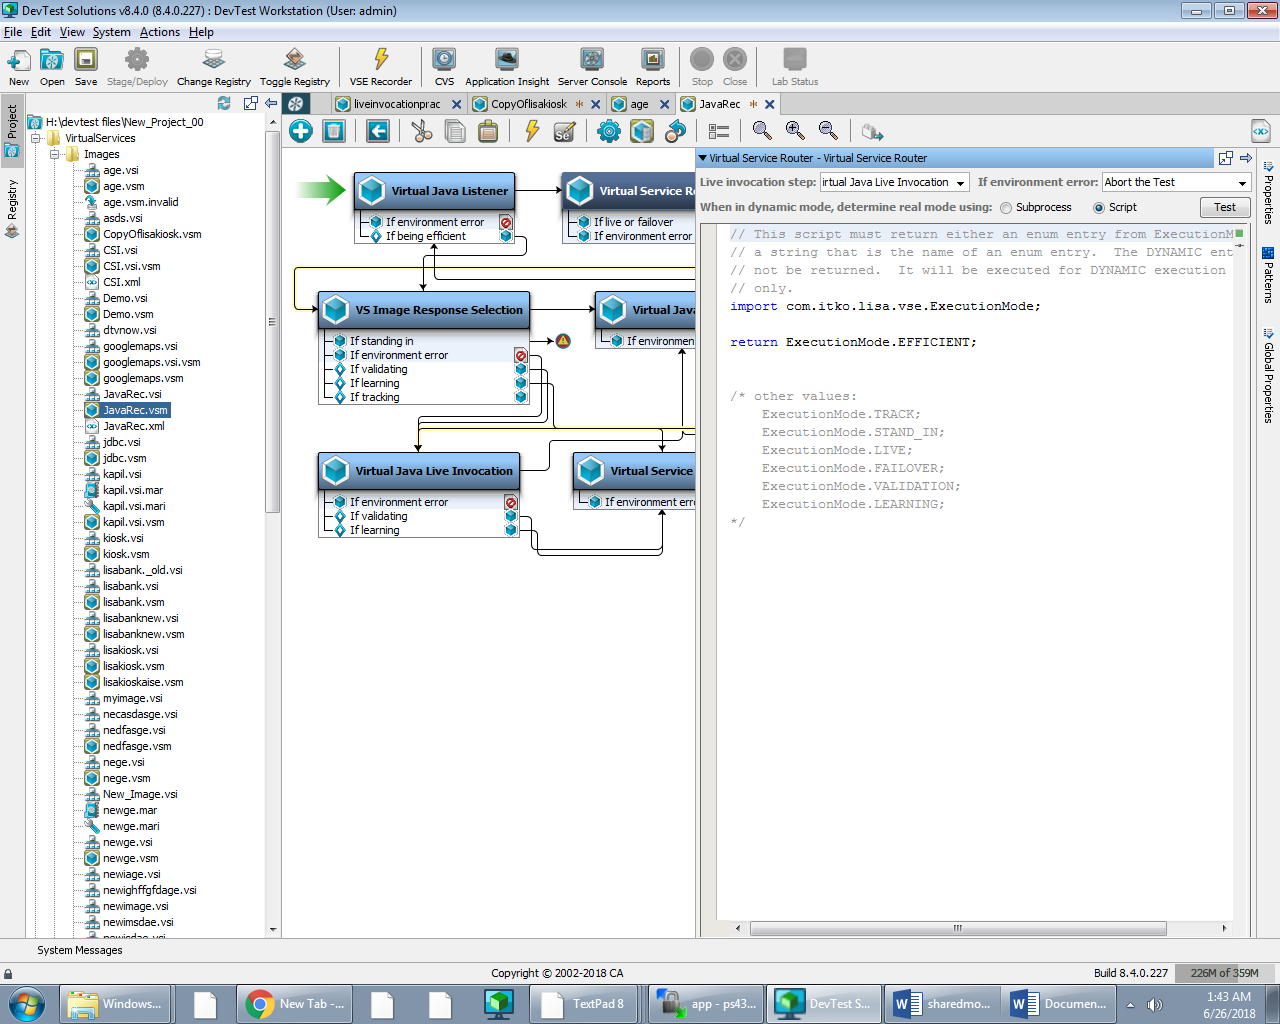 DevTest Solutions v8.4.0 (8.4.0.227) : DevTest Workstation (User: admin)
File Edit View System Actions Help
New Open Save Stage/Deploy Change Registry Toggle Registry VSE Recorder CVS Application Insight Server Console Reports Stop Close Lab Status
Project
Registry
H:\devtest files\New_Project_00
VirtualServices
Images
age.vsi
age.vsm
age.vsm.invalid
asds.vsi
CopyOflisakiosk.vsm
CSI.vsi
CSI.vsi.vsm
CSI.xml
Demo.vsi
Demo.vsm
dtvnow.vsi
googlemaps.vsi
googlemaps.vsi.vsm
googlemaps.vsm
JavaRec.vsi
JavaRec.vsm
JavaRec.xml
jdbc.vsi
jdbc.vsm
kapil.vsi
kapil.vsi.mar
kapil.vsi.mari
kapil.vsi.vsm
kiosk.vsi
kiosk.vsm
lisabank._old.vsi
lisabank.vsi
lisabank.vsm
lisabanknew.vsi
lisabanknew.vsm
lisakiosk.vsi
lisakiosk.vsm
lisakioskaise.vsm
myimage.vsi
necasdasge.vsi
nedfasge.vsi
nedfasge.vsm
nege.vsi
nege.vsm
New_Image.vsi
newge.mar
newge.mari
newge.vsi
newge.vsm
newiage.vsi
newighffgfdage.vsi
newimage.vsi
newimsdae.vsi
liveinvocationprac CopyOflisakiosk * age JavaRec *
Virtual Java Listener
If environment error
If being efficient
Virtual Service Ro
If live or failover
If environment error
VS Image Response Selection
If standing in
If environment error
If validating
If learning
If tracking
Virtual Java
If environment
Virtual Java Live Invocation
If environment error
If validating
If learning
Virtual Service
If environment erro
Virtual Service Router - Virtual Service Router
Live invocation step: irtual Java Live Invocation If environment error: Abort the Test
When in dynamic mode, determine real mode using: Subprocess Script Test
// This script must return either an enum entry from ExecutionM
// a string that is the name of an enum entry. The DYNAMIC ent
// not be returned. It will be executed for DYNAMIC execution
// only.
import com.itko.lisa.vse.ExecutionMode;
return ExecutionMode.EFFICIENT;
/* other values:
ExecutionMode.TRACK;
ExecutionMode.STAND_IN;
ExecutionMode.LIVE;
ExecutionMode.FAILOVER;
ExecutionMode.VALIDATION;
ExecutionMode.LEARNING;
*/
Properties
Patterns
Global Properties
System Messages
Copyright © 2002-2018 CA
Build 8.4.0.227 226M of 359M
Windows... New Tab -... TextPad 8 app - ps43... DevTest S... sharedmo... Documen...
1:43 AM
6/26/2018